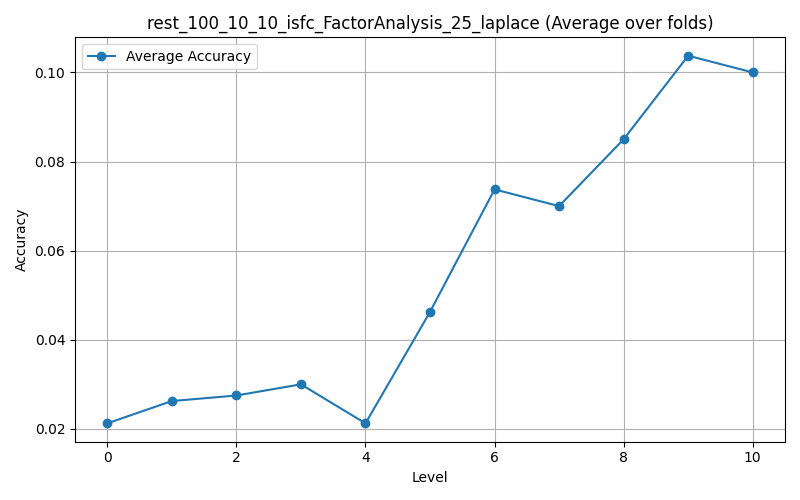 rest_100_10_10_isfc_FactorAnalysis_25_laplace (Average over folds)
Average Accuracy
Accuracy
0.10
0.08
0.06
0.04
0.02
0 2 4 6 8 10
Level